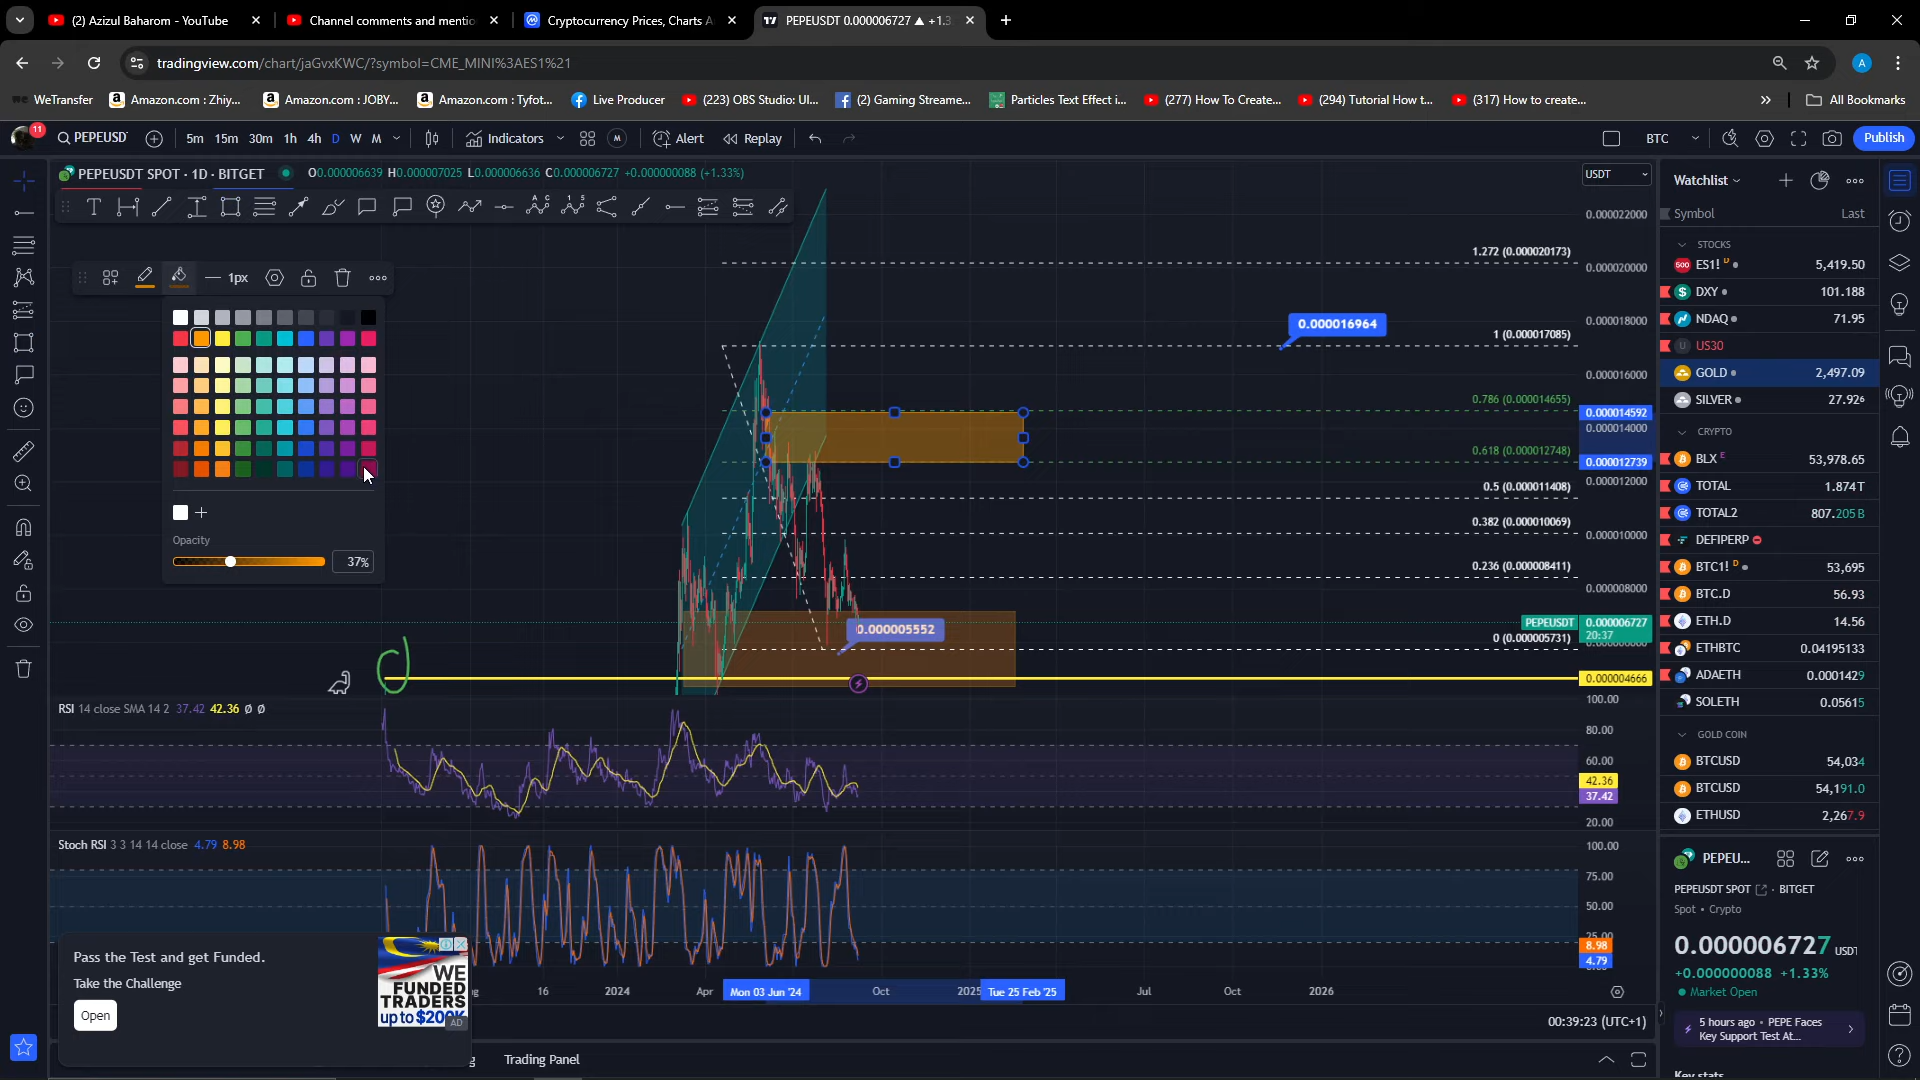 (2) Azizul Baharom - YouTube
Channel comments and mentio
Cryptocurrency Prices, Charts A
PEPEUSDT 0.000006727 ▲ +1.3
tradingview.com/chart/jaGvxKWC/?symbol=CME_MINI%3AES1%21
A
WeTransfer
Amazon.com : Zhiy...
Amazon.com : JOBY...
Amazon.com : Tyfot...
Live Producer
(223) OBS Studio: Ul...
(2) Gaming Streame...
Particles Text Effect i...
(277) How To Create...
(294) Tutorial How t...
(317) How to create...
All Bookmarks
11
PEPEUSD
5m 15m 30m 1h 4h D W M
Indicators
M
Alert
Replay
BTC
Publish
PEPEUSDT SPOT · 1D · BITGET
O0.000006639 H0.000007025 L0.000006636 C0.000006727 +0.000000088 (+1.33%)
USDT
1px
Opacity
37%
0.000022000
0.000020000
0.000018000
0.000016000
0.000014592
0.000014000
0.000012739
0.000012000
0.000010000
0.000008000
PEPEUSDT 0.000006727
20:37
0.000004666
1.272 (0.000020173)
0.000016964
1 (0.000017085)
0.786 (0.000014655)
0.618 (0.000012748)
0.5 (0.000011408)
0.382 (0.000010069)
0.236 (0.000008411)
0.000005552
0 (0.000005731)
RSI 14 close SMA 14 2 37.42 42.36 Ø Ø
100.00
80.00
60.00
42.36
37.42
20.00
Stoch RSI 3 3 14 14 close 4.79 8.98
100.00
75.00
50.00
25.00
8.98
4.79
16 2024 Apr Mon 03 Jun '24 Oct 2025 Tue 25 Feb '25 Jul Oct 2026
Pass the Test and get Funded.
Take the Challenge
Open
WE
FUNDED
TRADERS
up to $200K
AD
00:39:23 (UTC+1)
Trading Panel
Watchlist
Symbol Last
STOCKS
ES1! D 5,419.50
DXY 101.188
NDAQ 71.95
US30
GOLD 2,497.09
SILVER 27.926
CRYPTO
BLX E 53,978.65
TOTAL 1.874T
TOTAL2 807.205B
DEFIPERP
BTC1! D 53,695
BTC.D 56.93
ETH.D 14.56
ETHBTC 0.04195133
ADAETH 0.0001429
SOLETH 0.05615
GOLD COIN
BTCUSD 54,034
BTCUSD 54,191.0
ETHUSD 2,267.9
PEPEU...
PEPEUSDT SPOT · BITGET
Spot • Crypto
0.000006727 USDT
+0.000000088 +1.33%
Market Open
5 hours ago • PEPE Faces
Key Support Test At...
Key stats